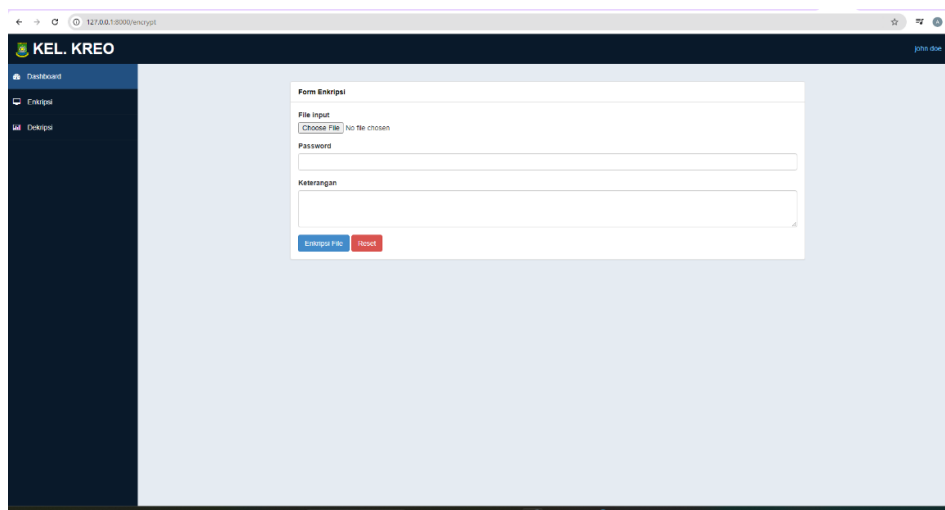 127.0.0.1:8000/encrypt
KEL. KREO
john doe
Dashboard
Enkripsi
Dekripsi
Form Enkripsi
File input
Choose File No file chosen
Password
Keterangan
Enkripsi File Reset